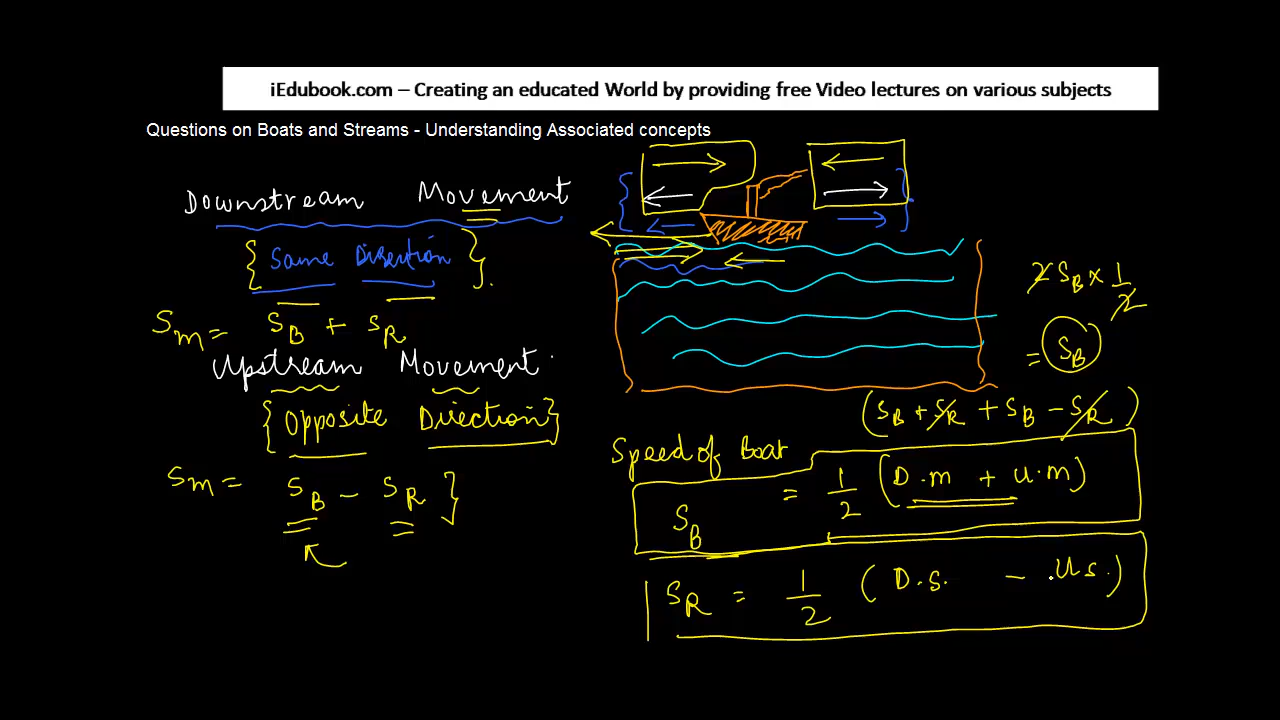 iEdubook.com – Creating an educated World by providing free Video lectures on various subjects
Questions on Boats and Streams - Understanding Associated concepts
Downstream Movement
{ Same Direction }.
Sm = SB + SR
Upstream Movement
{ Opposite Direction }
Sm = SB - SR }
2 SB × 1/2
= SB
(SB + SR + SB - SR)
Speed of Boat
SB = 1/2 (D.m + U.m)
SR = 1/2 (D.S. - U.S.)